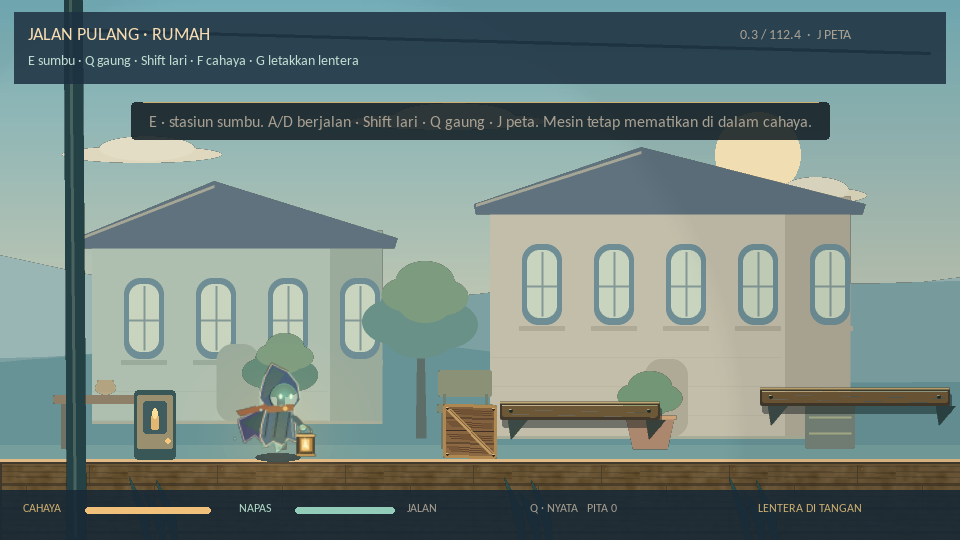 JALAN PULANG · RUMAH
0.3 / 112.4 · J PETA
E sumbu · Q gaung · Shift lari · F cahaya · G letakkan lentera
E · stasiun sumbu. A/D berjalan · Shift lari · Q gaung · J peta. Mesin tetap mematikan di dalam cahaya.
CAHAYA NAPAS JALAN Q · NYATA PITA 0 LENTERA DI TANGAN